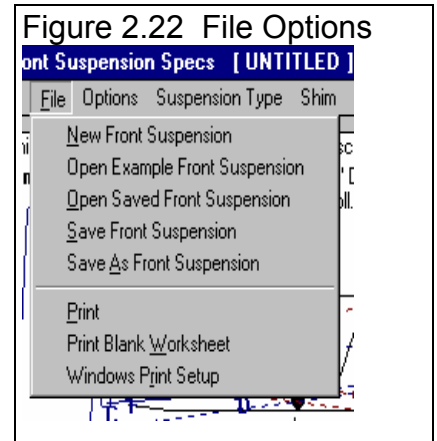 Figure 2.22 File Options
ont Suspension Specs [ UNTITLED ]
File Options Suspension Type Shim
New Front Suspension
Open Example Front Suspension
Open Saved Front Suspension
Save Front Suspension
Save As Front Suspension
Print
Print Blank Worksheet
Windows Print Setup